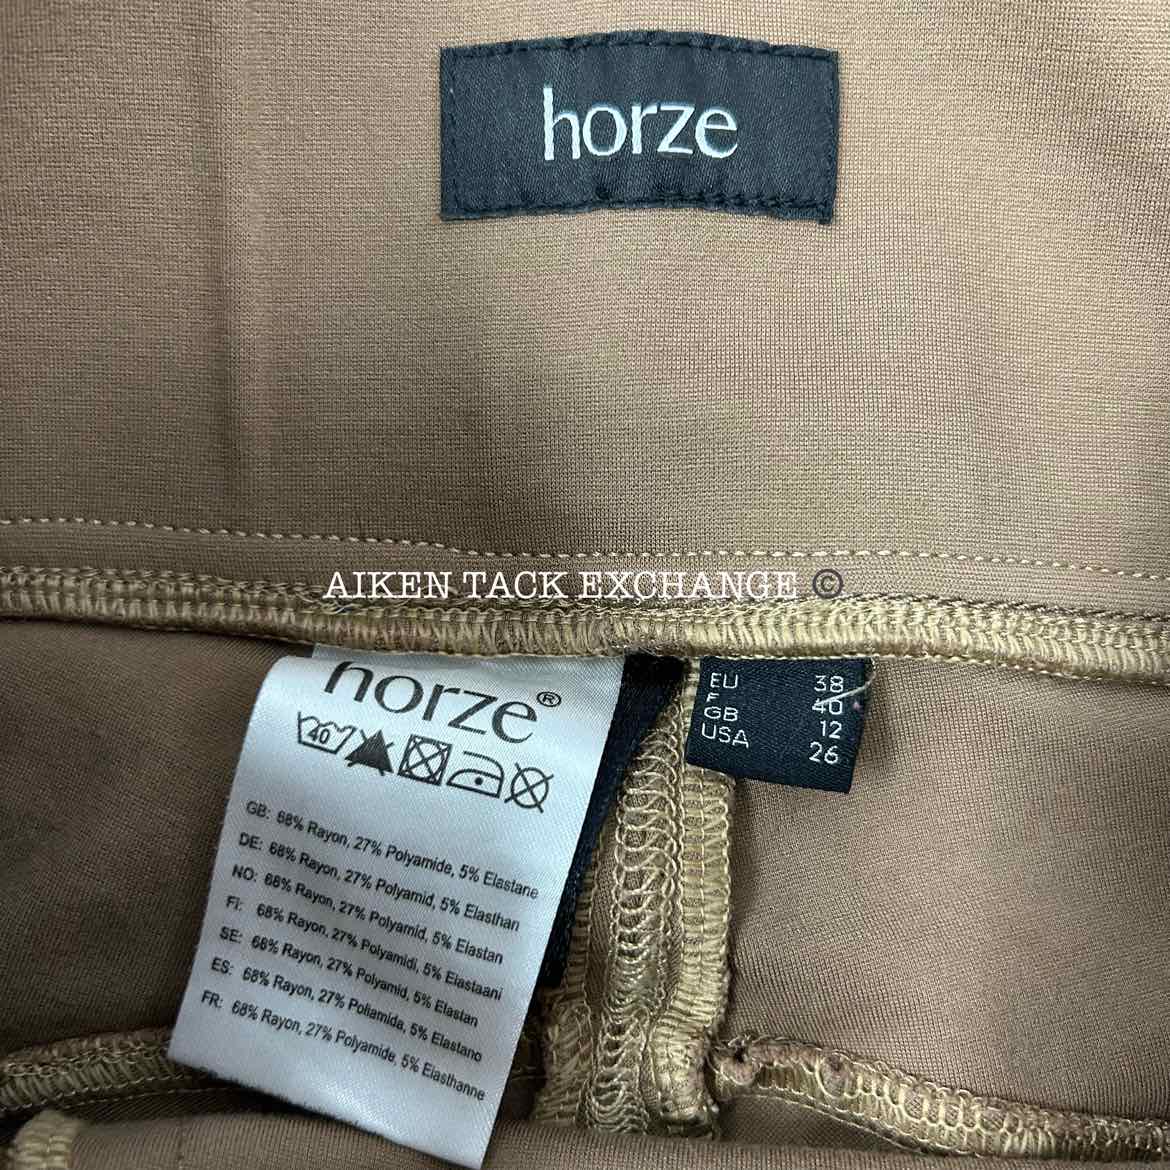 horze
AIKEN TACK EXCHANGE ©
horze®
40
GB: 68% Rayon, 27% Polyamide, 5% Elastane
DE: 68% Rayon, 27% Polyamid, 5% Elasthan
NO: 68% Rayon, 27% Polyamid, 5% Elastan
Fi: 68% Rayon, 27% Polyamidi, 5% Elastaani
SE: 68% Rayon, 27% Polyamid, 5% Elastan
ES: 68% Rayon, 27% Poliamida, 5% Elastano
FR: 68% Rayon, 27% Polyamide, 5% Elasthanne
EU 38
F 40
GB 12
USA 26